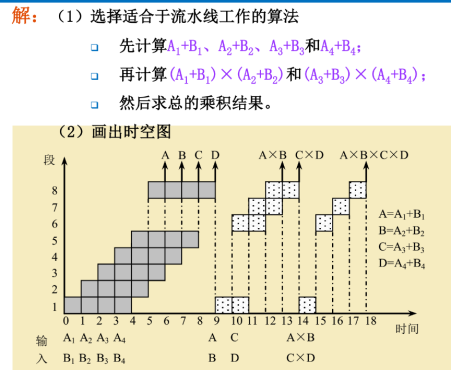 解：（1）选择适合于流水线工作的算法
先计算A₁+B₁、A₂+B₂、A₃+B₃和A₄+B₄；
再计算(A₁+B₁)×(A₂+B₂)和(A₃+B₃)×(A₄+B₄)；
然后求总的乘积结果。
（2）画出时空图
段 A B C D A×B C×D A×B×C×D
8
7
6
5
4
3
2
1
A=A₁+B₁
B=A₂+B₂
C=A₃+B₃
D=A₄+B₄
0 1 2 3 4 5 6 7 8 9 10 11 12 13 14 15 16 17 18 时间
输 A₁ A₂ A₃ A₄ A C A×B
入 B₁ B₂ B₃ B₄ B D C×D